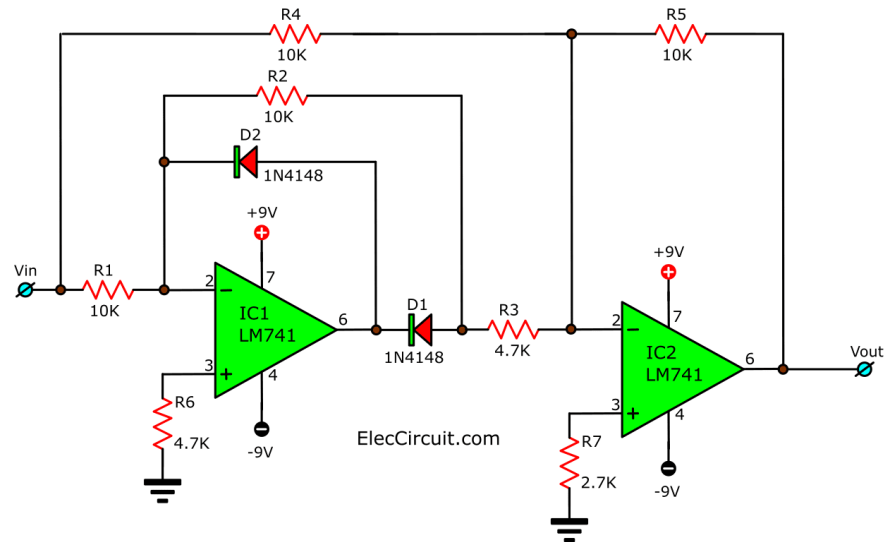 R4
10K
R5
10K
R2
10K
D2
1N4148
+9V
+9V
Vin
R1
10K
2
7
IC1
LM741
6
3
4
D1
1N4148
R3
4.7K
2
7
IC2
LM741
6
Vout
3
4
R6
4.7K
-9V
ElecCircuit.com
R7
2.7K
-9V